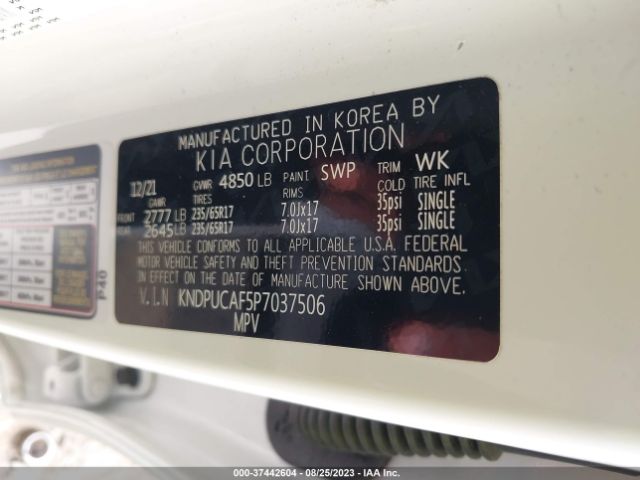 MANUFACTURED IN KOREA BY
KIA CORPORATION
12/21 GVWR 4850 LB PAINT SWP TRIM WK
GAWR TIRES RIMS COLD TIRE INFL
FRONT 2777 LB 235/65R17 7.0Jx17 35psi SINGLE
REAR 2645 LB 235/65R17 7.0Jx17 35psi SINGLE
THIS VEHICLE CONFORMS TO ALL APPLICABLE U.S.A. FEDERAL
MOTOR VEHICLE SAFETY AND THEFT PREVENTION STANDARDS
IN EFFECT ON THE DATE OF MANUFACTURE SHOWN ABOVE.
V.I.N KNDPUCAF5P7037506
MPV
P40
000-37442604 - 08/25/2023 - IAA Inc.